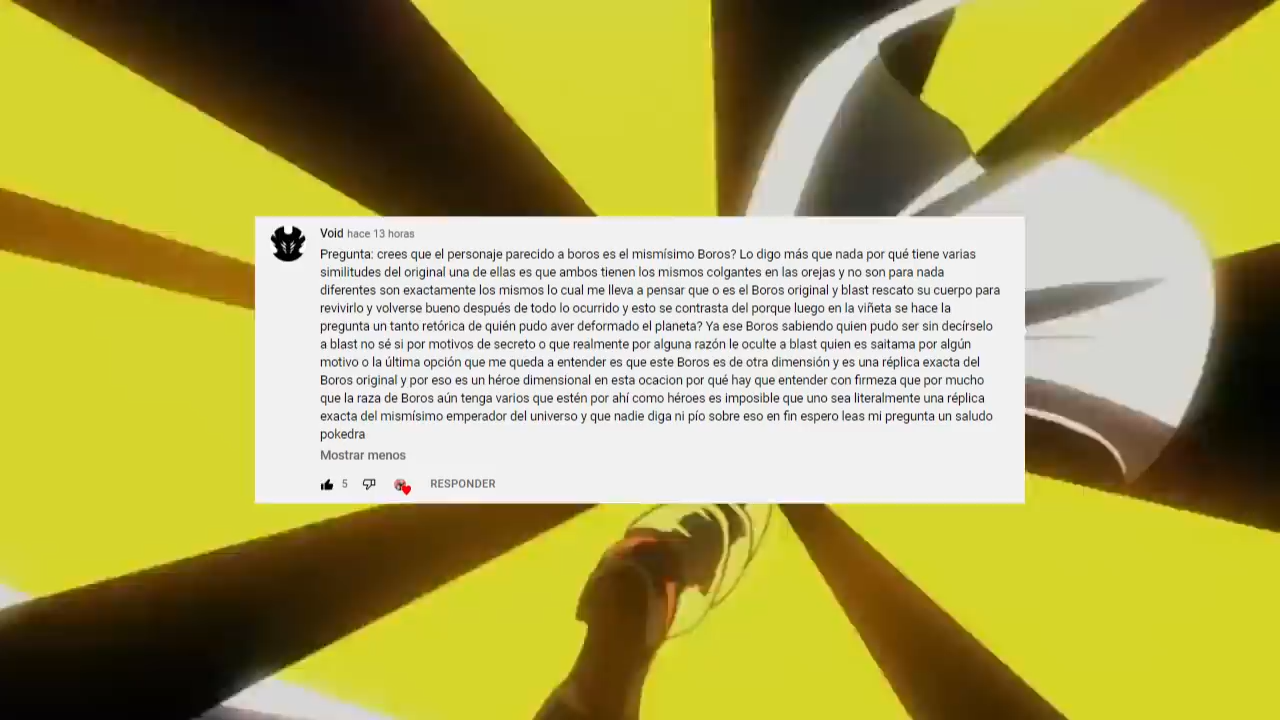 Void hace 13 horas
Pregunta: crees que el personaje parecido a boros es el mismísimo Boros? Lo digo más que nada por qué tiene varias
similitudes del original una de ellas es que ambos tienen los mismos colgantes en las orejas y no son para nada
diferentes son exactamente los mismos lo cual me lleva a pensar que o es el Boros original y blast rescato su cuerpo para
revivirlo y volverse bueno después de todo lo ocurrido y esto se contrasta del porque luego en la viñeta se hace la
pregunta un tanto retórica de quién pudo aver deformado el planeta? Ya ese Boros sabiendo quien pudo ser sin decírselo
a blast no sé si por motivos de secreto o que realmente por alguna razón le oculte a blast quien es saitama por algún
motivo o la última opción que me queda a entender es que este Boros es de otra dimensión y es una réplica exacta del
Boros original y por eso es un héroe dimensional en esta ocacion por qué hay que entender con firmeza que por mucho
que la raza de Boros aún tenga varios que estén por ahí como héroes es imposible que uno sea literalmente una réplica
exacta del mismísimo emperador del universo y que nadie diga ni pío sobre eso en fin espero leas mi pregunta un saludo
pokedra
Mostrar menos
5 RESPONDER